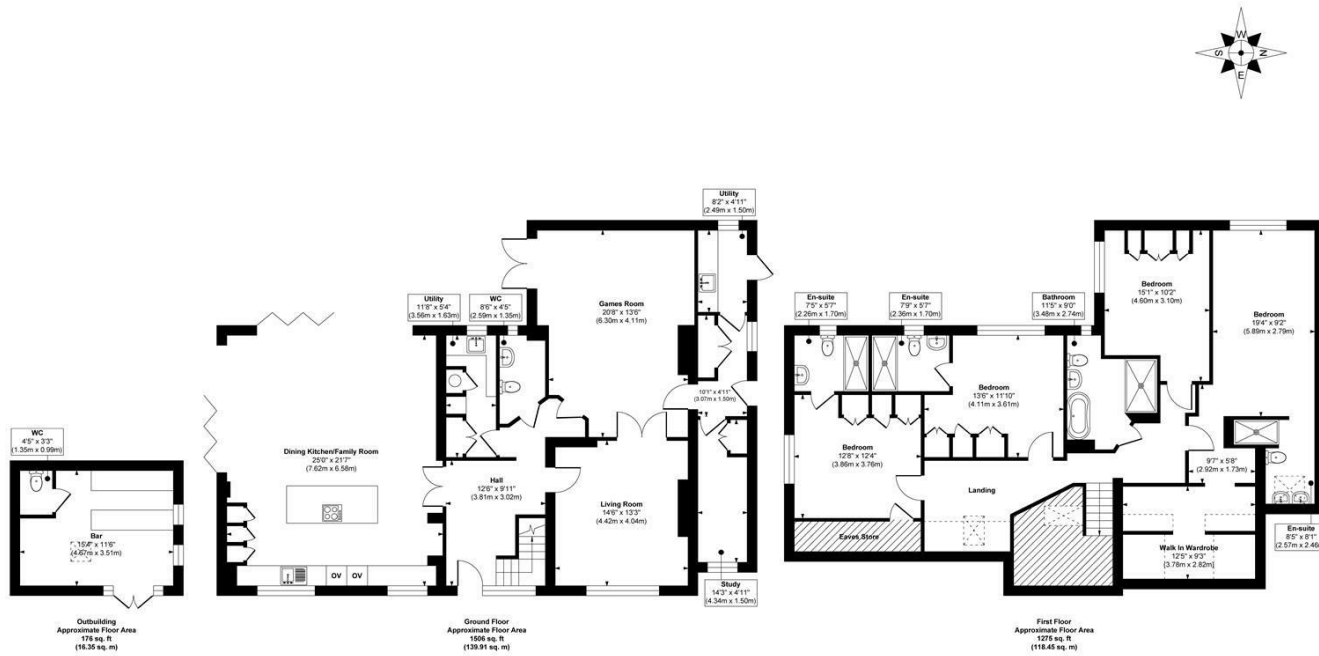 W
S
N
E
WC
4'5" x 3'3"
(1.35m x 0.99m)
Bar
15'4" x 11'6"
(4.67m x 3.51m)
Outbuilding
Approximate Floor Area
176 sq. ft
(16.35 sq. m)
Dining Kitchen/Family Room
25'0" x 21'7"
(7.62m x 6.58m)
OV
OV
Utility
11'8" x 5'4"
(3.56m x 1.63m)
WC
8'6" x 4'5"
(2.59m x 1.35m)
Games Room
20'8" x 13'6"
(6.30m x 4.11m)
Utility
8'2" x 4'11"
(2.49m x 1.50m)
10'1" x 4'11"
(3.07m x 1.50m)
Hall
12'6" x 9'11"
(3.81m x 3.02m)
Living Room
14'6" x 13'3"
(4.42m x 4.04m)
Study
14'3" x 4'11"
(4.34m x 1.50m)
Ground Floor
Approximate Floor Area
1506 sq. ft
(139.91 sq. m)
En-suite
7'5" x 5'7"
(2.26m x 1.70m)
En-suite
7'9" x 5'7"
(2.36m x 1.70m)
Bathroom
11'5" x 9'0"
(3.48m x 2.74m)
Bedroom
15'1" x 10'2"
(4.60m x 3.10m)
Bedroom
19'4" x 9'2"
(5.89m x 2.79m)
Bedroom
13'6" x 11'10"
(4.11m x 3.61m)
Bedroom
12'8" x 12'4"
(3.86m x 3.76m)
Landing
9'7" x 5'8"
(2.92m x 1.73m)
Eaves Store
Walk In Wardrobe
12'5" x 9'3"
(3.78m x 2.82m)
En-suite
8'5" x 8'1"
(2.57m x 2.46m)
First Floor
Approximate Floor Area
1275 sq. ft
(118.45 sq. m)